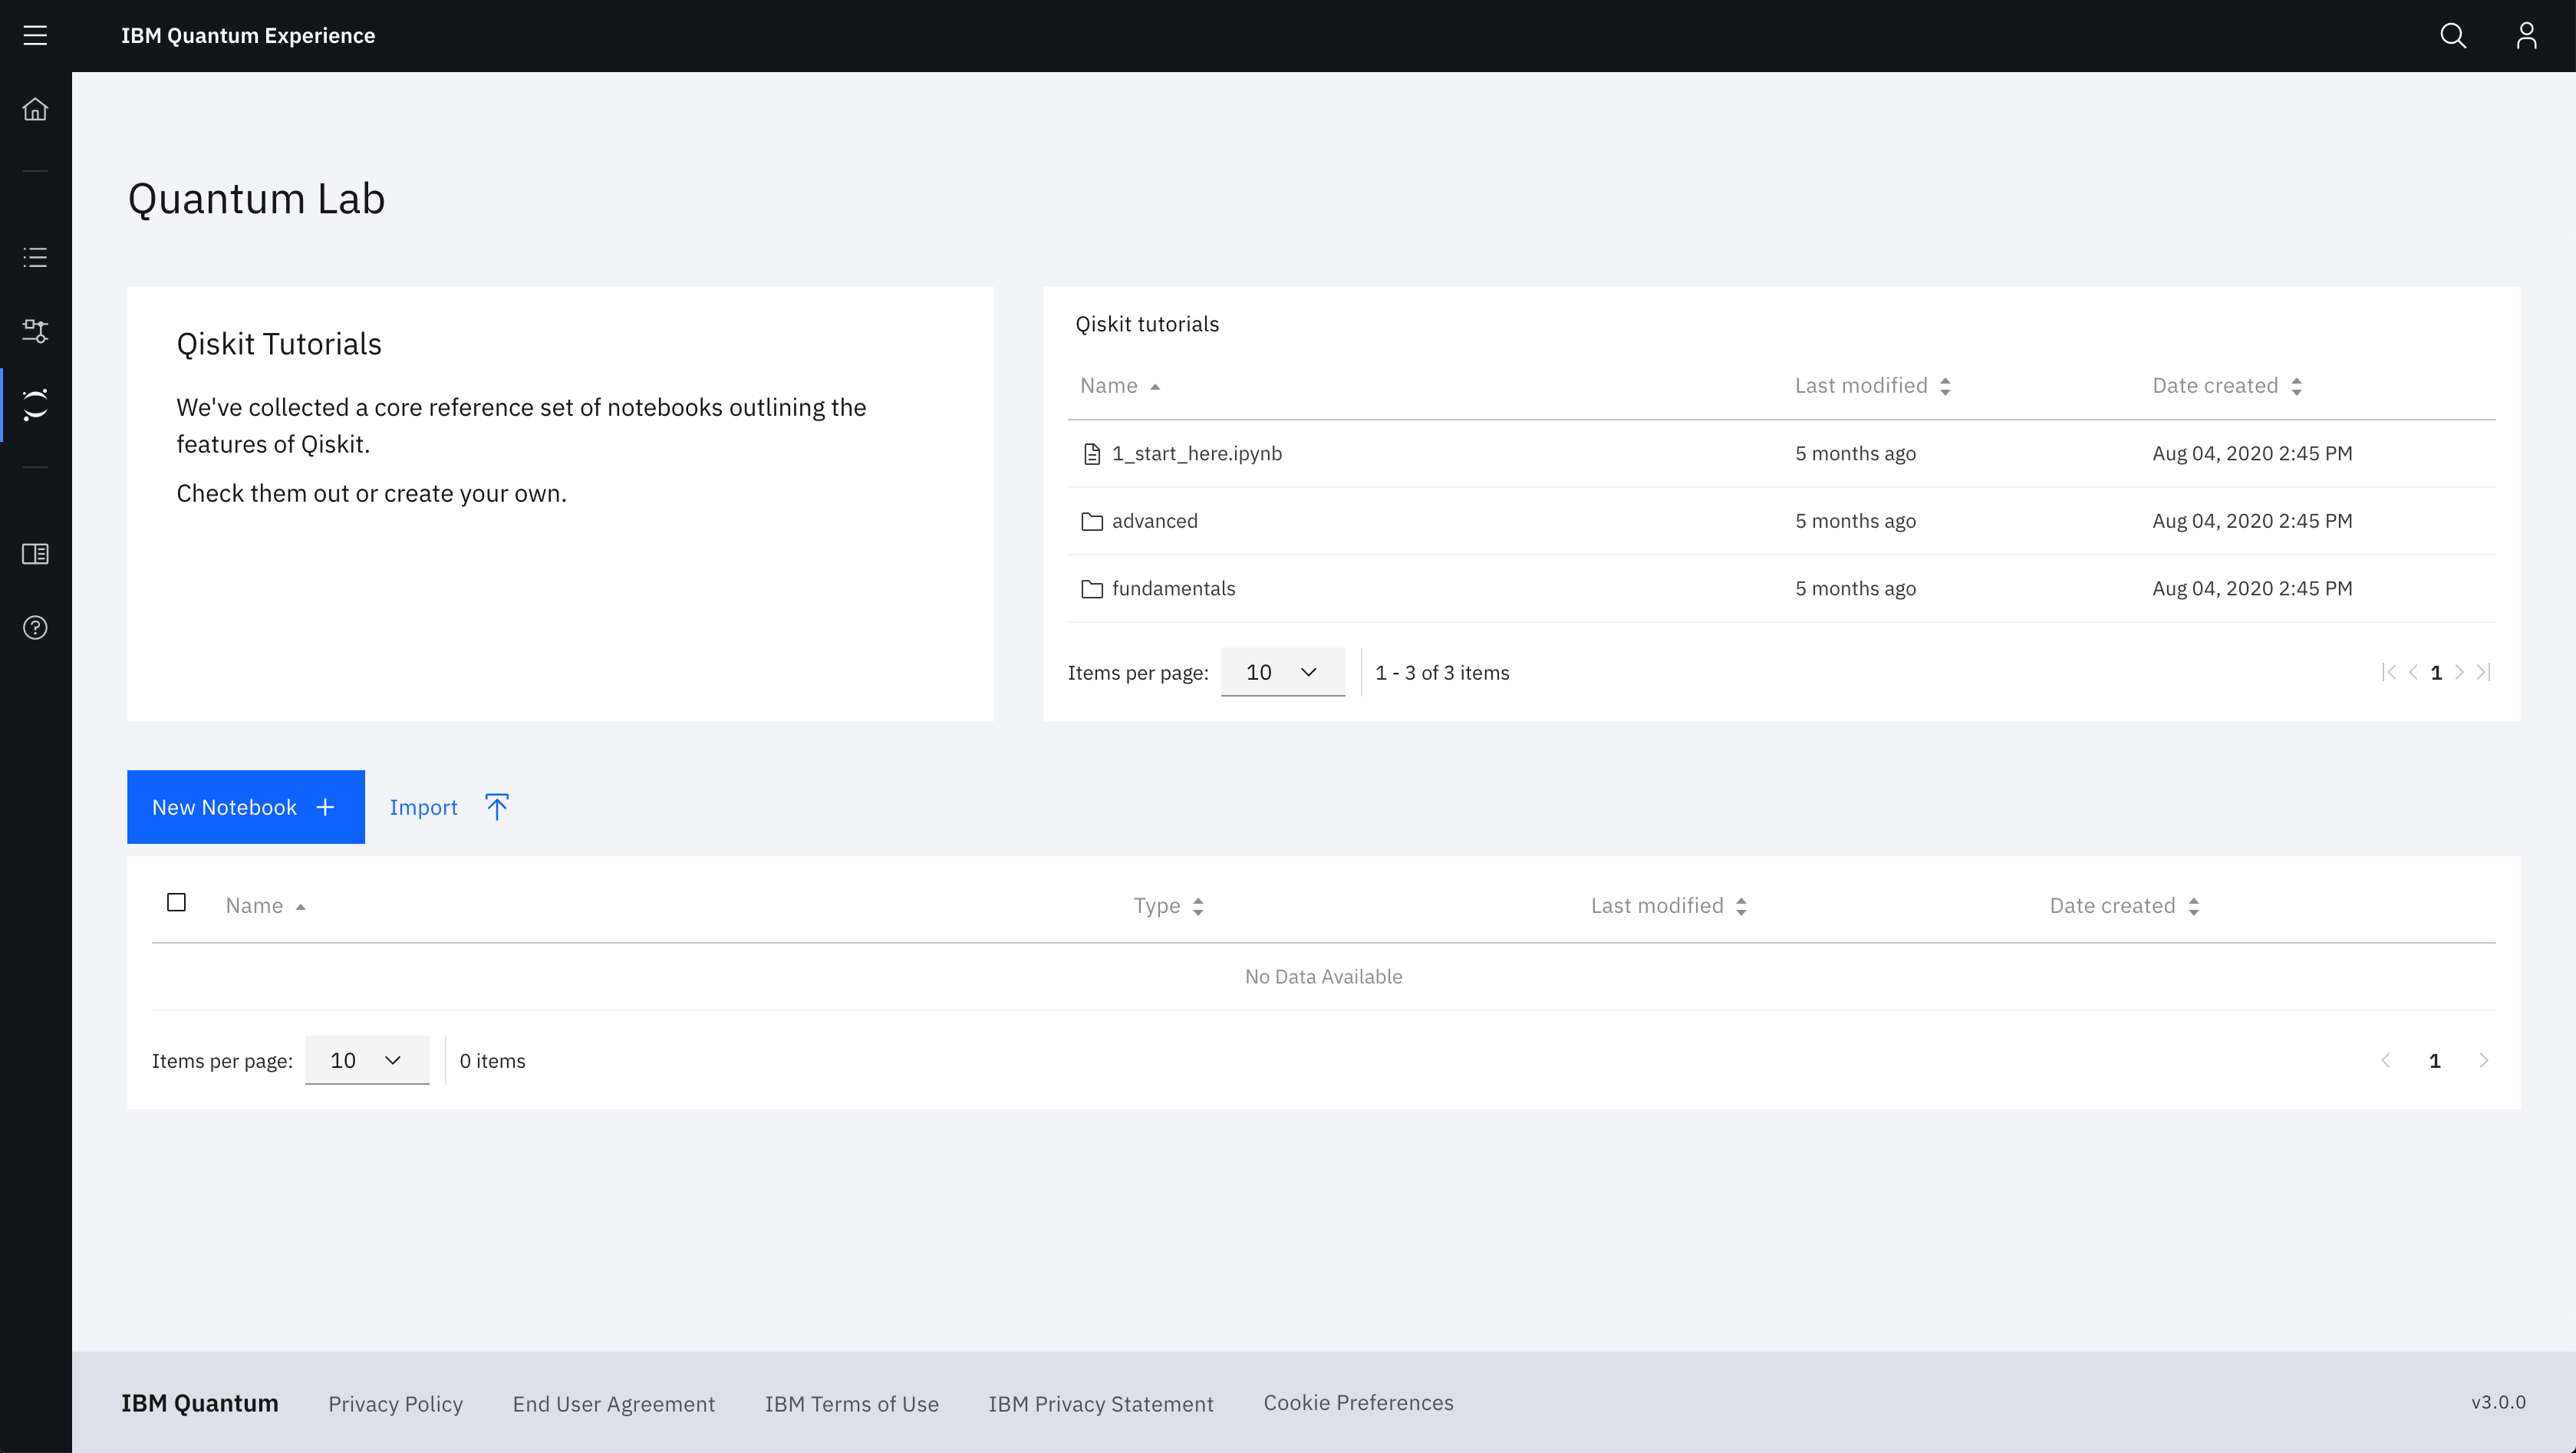 IBM Quantum Experience
Quantum Lab
Qiskit Tutorials
We've collected a core reference set of notebooks outlining the
features of Qiskit.
Check them out or create your own.
Qiskit tutorials
Name Last modified Date created
1_start_here.ipynb 5 months ago Aug 04, 2020 2:45 PM
advanced 5 months ago Aug 04, 2020 2:45 PM
fundamentals 5 months ago Aug 04, 2020 2:45 PM
Items per page: 10 1 - 3 of 3 items 1
New Notebook + Import
Name Type Last modified Date created
No Data Available
Items per page: 10 0 items 1
IBM Quantum Privacy Policy End User Agreement IBM Terms of Use IBM Privacy Statement Cookie Preferences v3.0.0